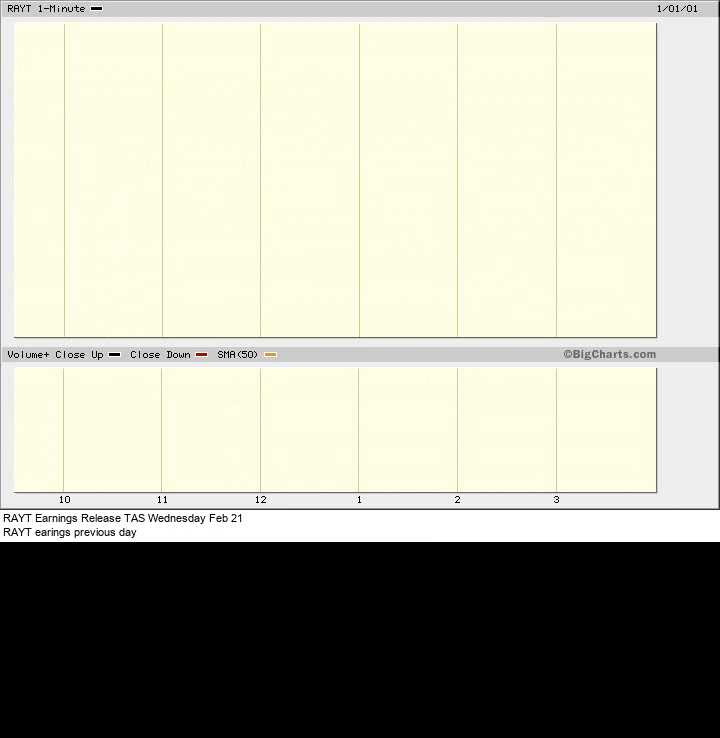 RAYT 1-Minute 1/01/01
Volume+ Close Up Close Down SMA(50) ©BigCharts.com
10 11 12 1 2 3
RAYT Earnings Release TAS Wednesday Feb 21
RAYT earings previous day